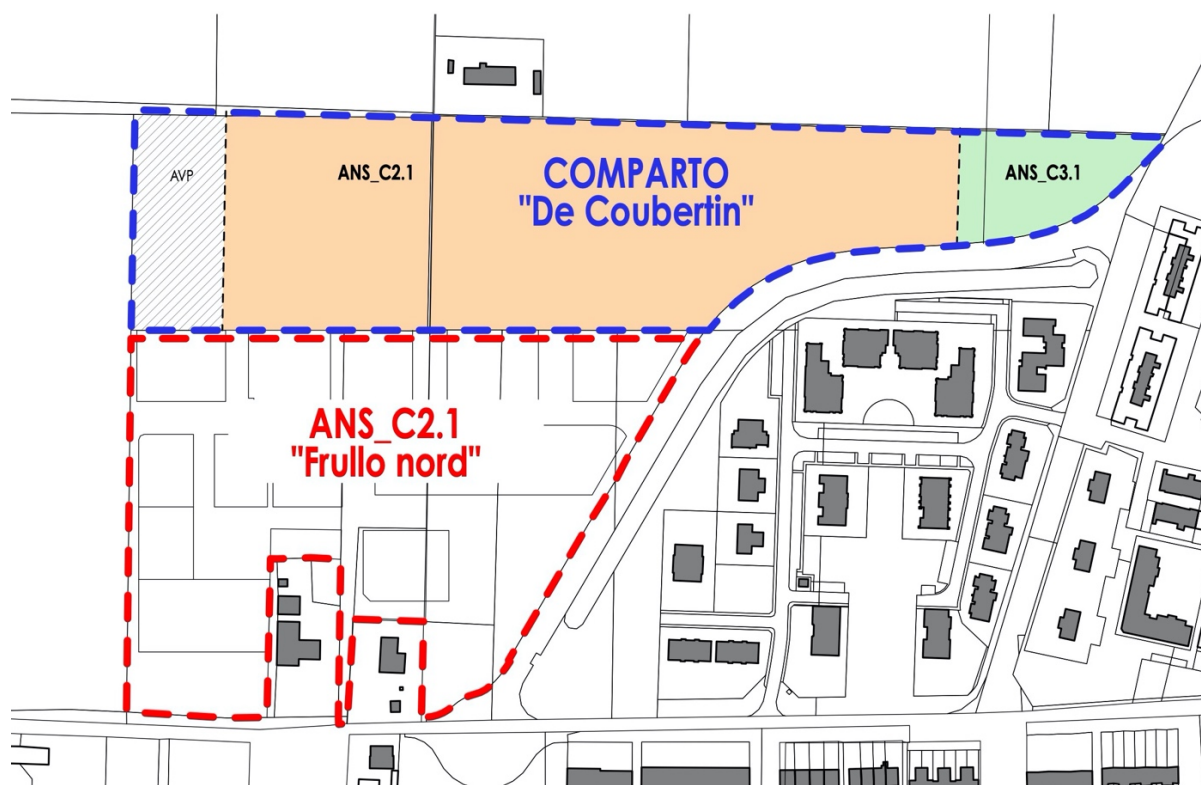 AVP
ANS_C2.1
COMPARTO
"De Coubertin"
ANS_C3.1
ANS_C2.1
"Frullo nord"